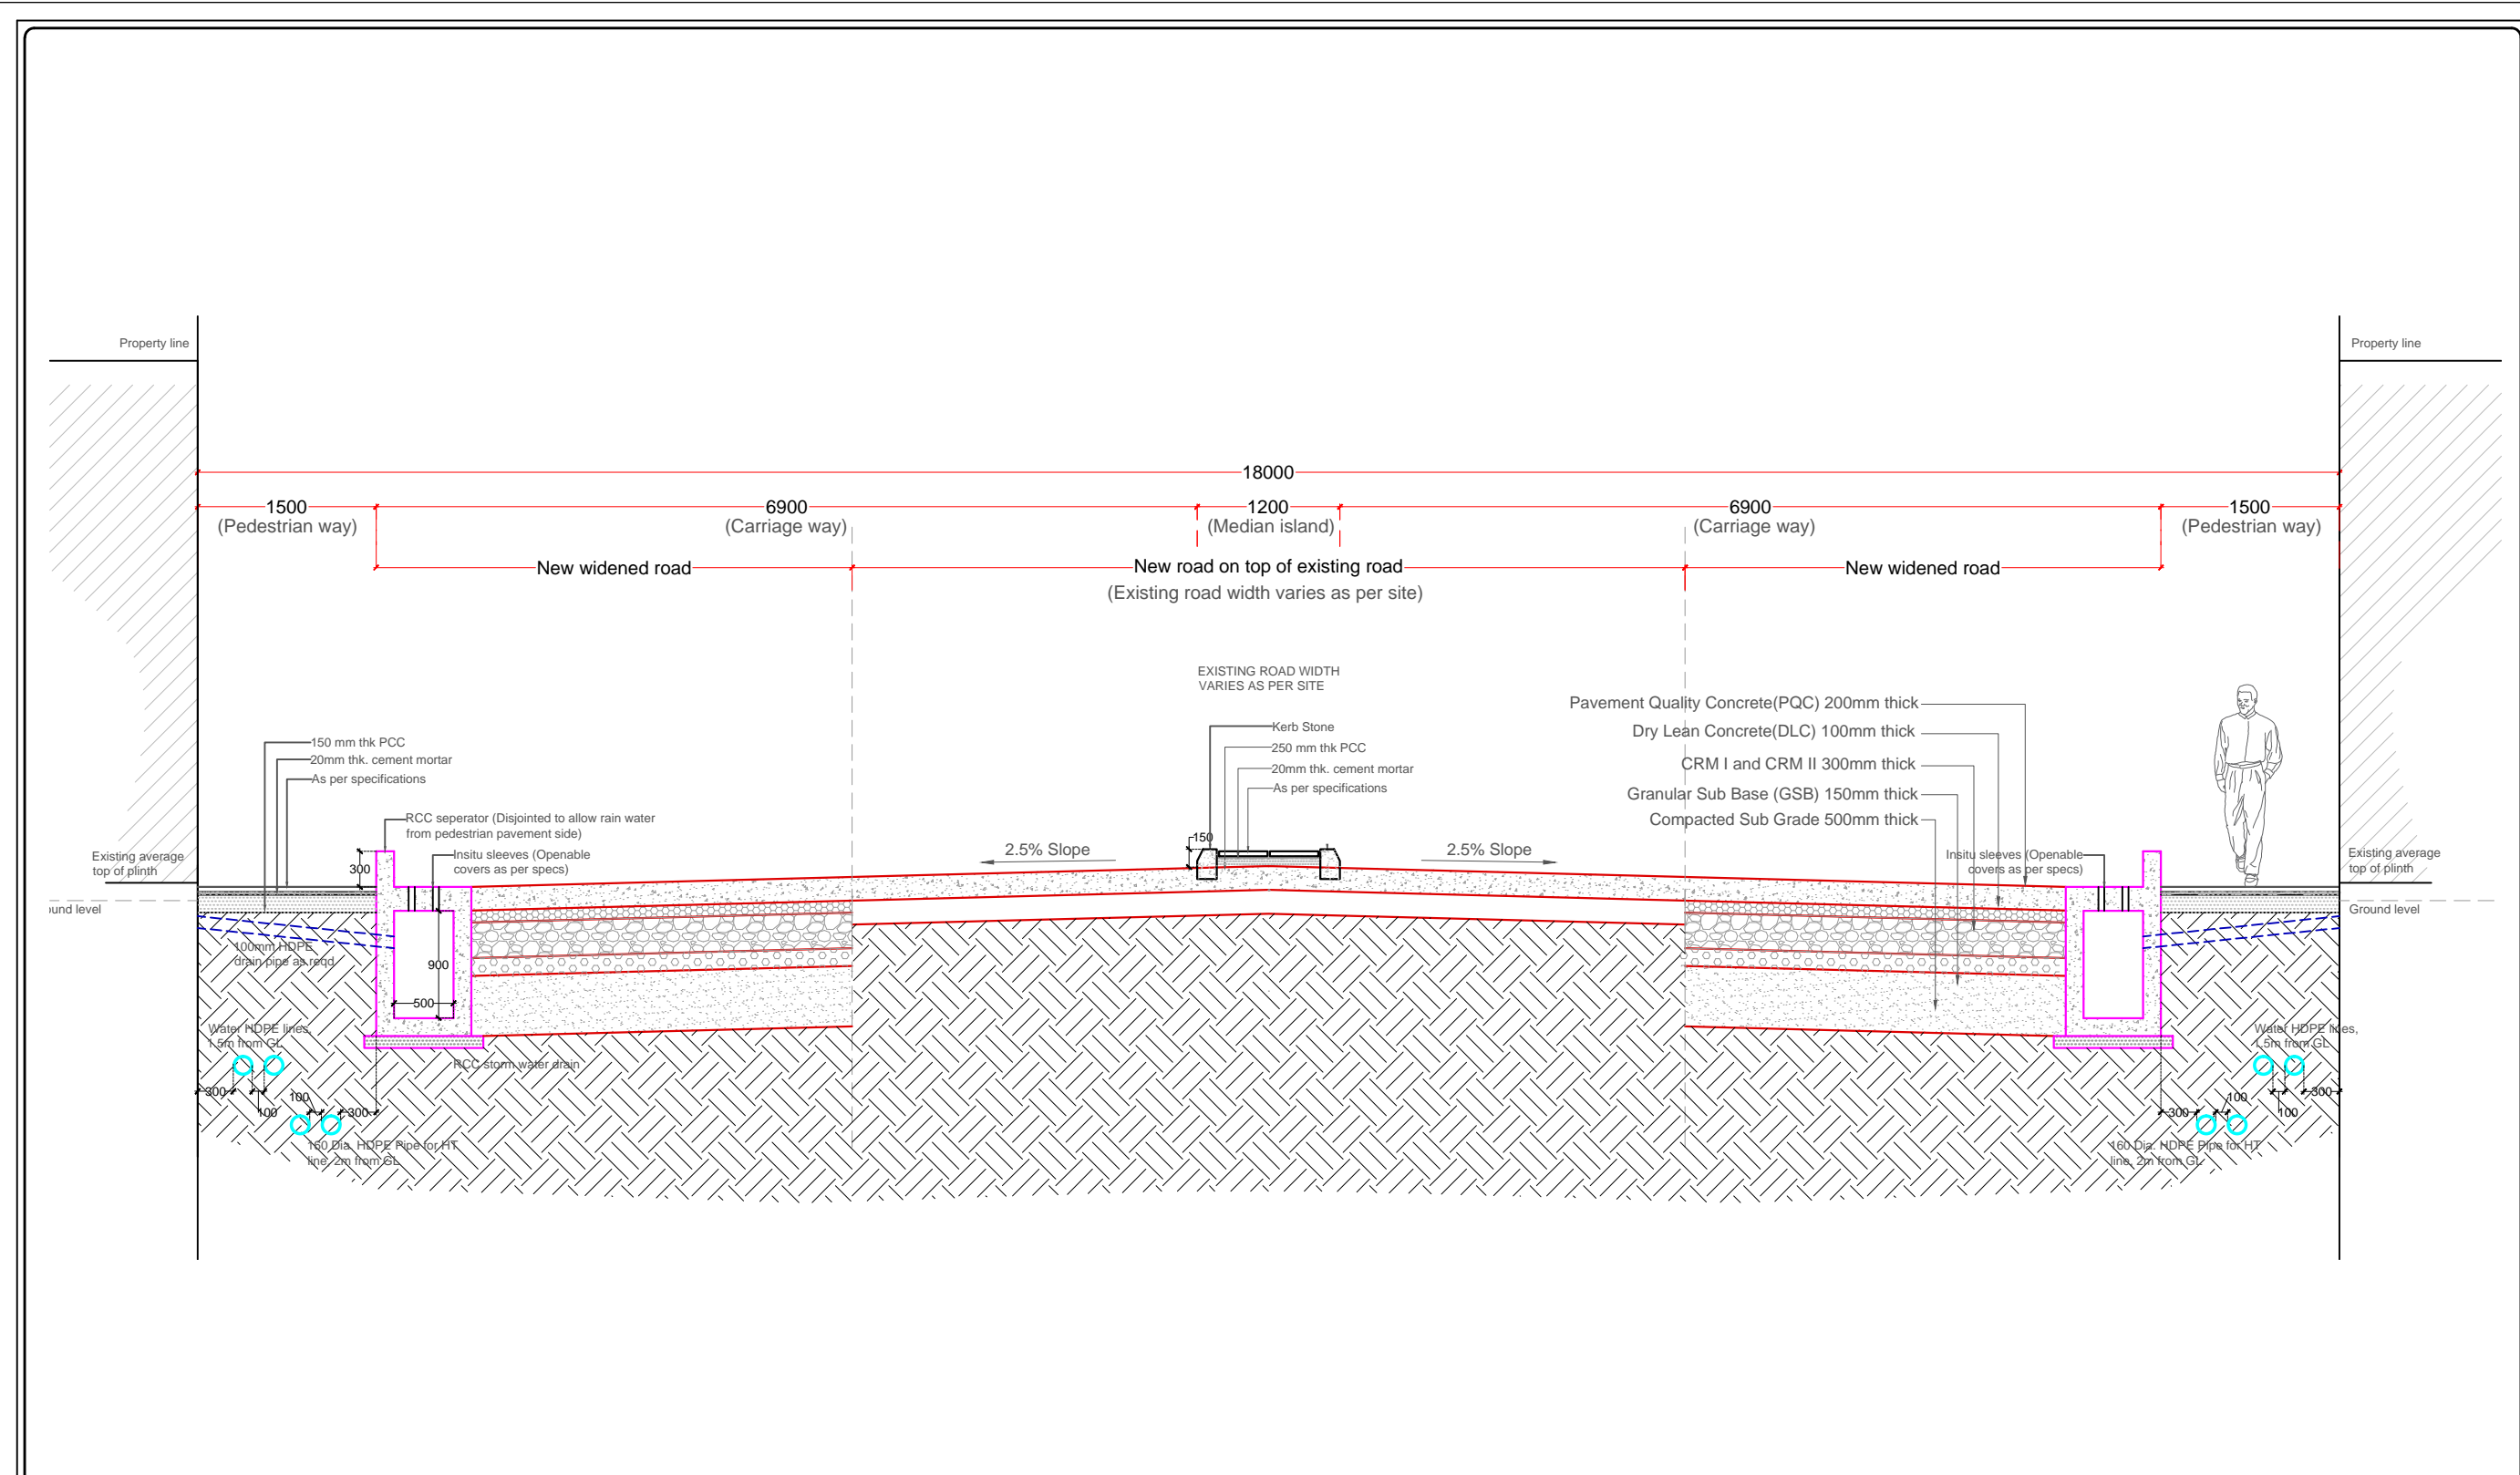 Property line
Property line
18000
1500
6900
1200
6900
1500
(Pedestrian way)
(Carriage way)
(Median island)
(Carriage way)
(Pedestrian way)
New widened road
New road on top of existing road
New widened road
(Existing road width varies as per site)
EXISTING ROAD WIDTH
VARIES AS PER SITE
Pavement Quality Concrete(PQC) 200mm thick
Dry Lean Concrete(DLC) 100mm thick
CRM I and CRM II 300mm thick
Granular Sub Base (GSB) 150mm thick
Compacted Sub Grade 500mm thick
Kerb Stone
250 mm thk PCC
20mm thk. cement mortar
As per specifications
150 mm thk PCC
20mm thk. cement mortar
As per specifications
RCC seperator (Disjointed to allow rain water
from pedestrian pavement side)
Insitu sleeves (Openable
covers as per specs)
150
2.5% Slope
2.5% Slope
Insitu sleeves (Openable
covers as per specs)
Existing average
top of plinth
300
Existing average
top of plinth
und level
Ground level
100mm HDPE
drain pipe as reqd
900
500
Water HDPE lines,
1.5m from GL
RCC storm water drain
Water HDPE lines,
1.5m from GL
300
100
100
300
160 Dia. HDPE Pipe for HT
line, 2m from GL
300
100
100
300
160 Dia. HDPE Pipe for HT
line, 2m from GL